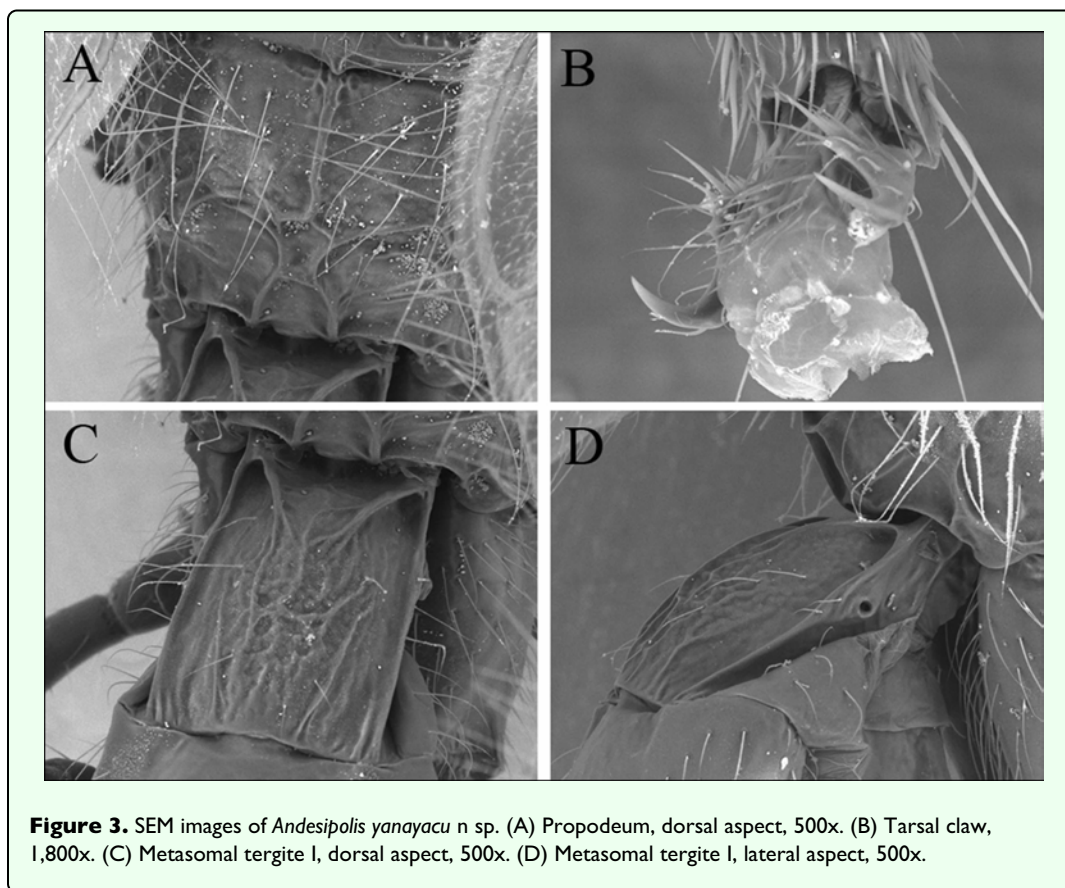 A
B
C
D
Figure 3. SEM images of Andesipolis yanayacu n sp. (A) Propodeum, dorsal aspect, 500x. (B) Tarsal claw,
1,800x. (C) Metasomal tergite I, dorsal aspect, 500x. (D) Metasomal tergite I, lateral aspect, 500x.